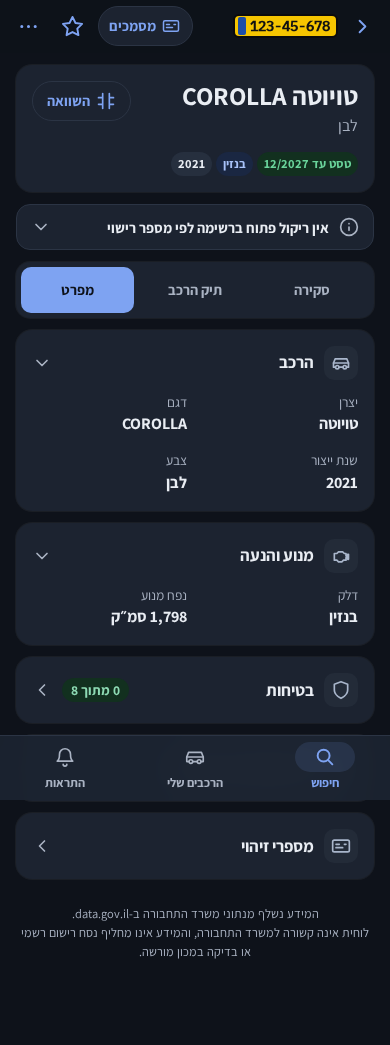 123-45-678
מסמכים
טויוטה COROLLA
השוואה
לבן
טסט עד 12/2027
בנזין
2021
אין ריקול פתוח ברשימה לפי מספר רישוי
סקירה
תיק הרכב
מפרט
הרכב
יצרן
דגם
טויוטה
COROLLA
שנת ייצור
צבע
2021
לבן
מנוע והנעה
דלק
נפח מנוע
בנזין
1,798 סמ״ק
בטיחות
0 מתוך 8
חיפוש
הרכבים שלי
התראות
מספרי זיהוי
המידע נשלף מנתוני משרד התחבורה ב-data.gov.il.
לוחית אינה קשורה למשרד התחבורה, והמידע אינו מחליף נסח רישום רשמי
או בדיקה במכון מורשה.